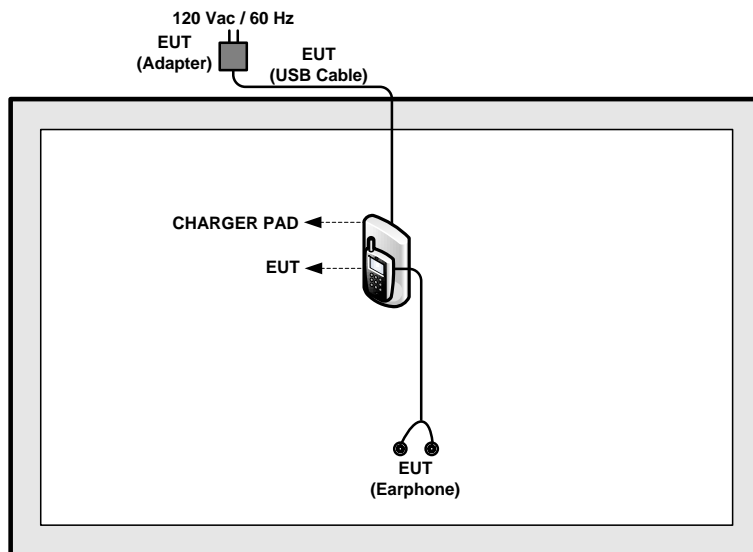 120 Vac / 60 Hz
EUT
(Adapter)
EUT
(USB Cable)
CHARGER PAD
EUT
EUT
(Earphone)